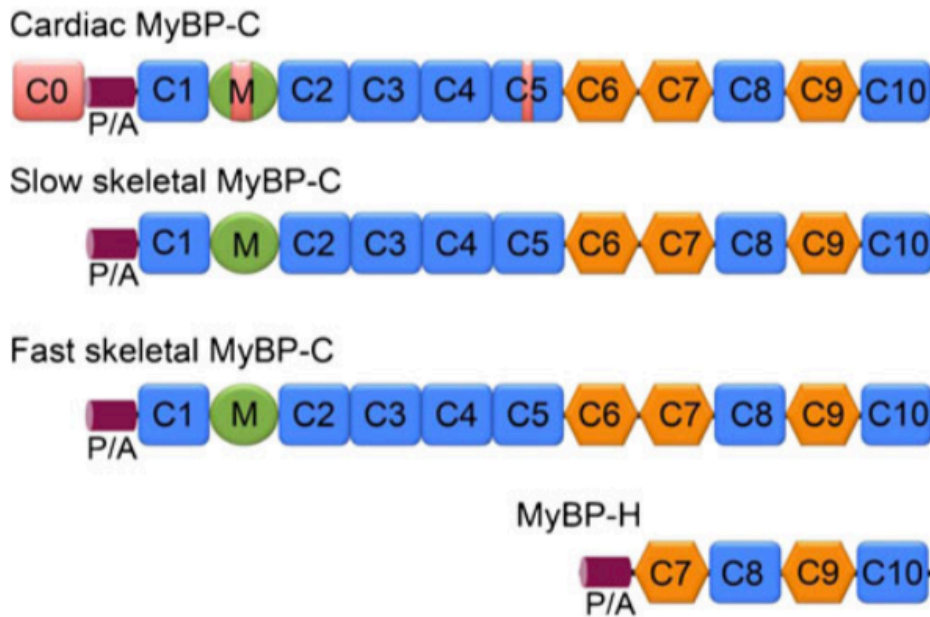 Cardiac MyBP-C
C0 C1 M C2 C3 C4 C5 C6 C7 C8 C9 C10
P/A
Slow skeletal MyBP-C
C1 M C2 C3 C4 C5 C6 C7 C8 C9 C10
P/A
Fast skeletal MyBP-C
C1 M C2 C3 C4 C5 C6 C7 C8 C9 C10
P/A
MyBP-H
C7 C8 C9 C10
P/A